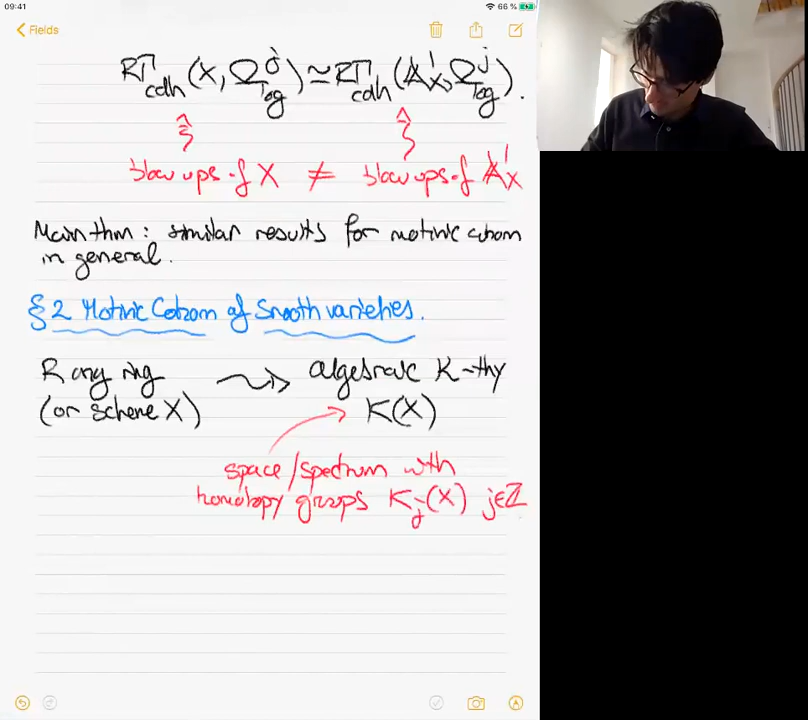 09:41
66 %
Fields
RΓ_cdh(X, Ω^j_log) ≃ RΓ_cdh(A^1_X, Ω^j_log).
blow ups of X ≠ blow ups of A^1_X
Main thm: similar results for motivic cohom
in general.
§2 Motivic Cohom of Smooth varieties.
R any ring ⇝ algebraic K-thy
(or scheme X) K(X)
space/spectrum with
homotopy groups K_j(X) j∈ℤ